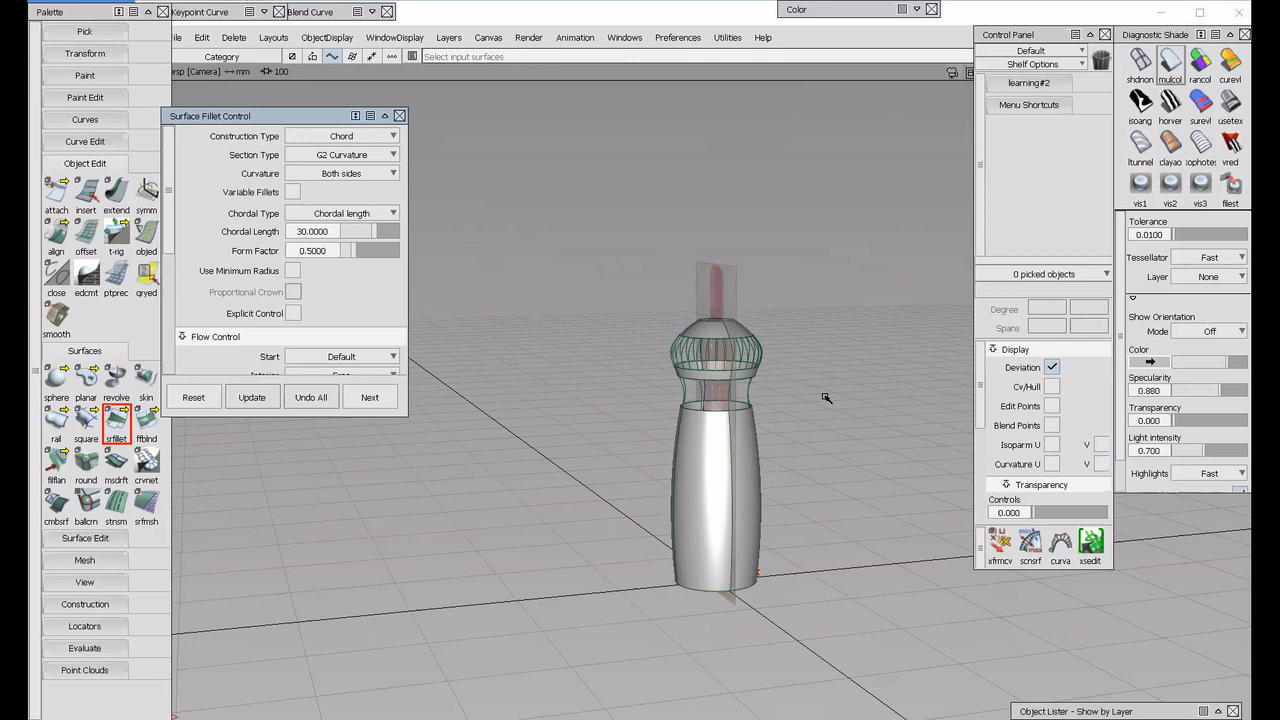 Palette
Keypoint Curve
Blend Curve
Color
Control Panel
Diagnostic Shade
File Edit Delete Layouts ObjectDisplay WindowDisplay Layers Canvas Render Animation Windows Preferences Utilities Help
Category
Select input surfaces
[Camera] mm 100
Pick
Transform
Paint
Paint Edit
Curves
Curve Edit
Object Edit
attach insert extend symm
align offset t-rig objed
close edcmt ptprec qryed
smooth
Surfaces
sphere planar revolve skin
rail square srfillet ffblnd
filflan round msdrft crvnet
cmbsrf ballcrn stnsm srfmsh
Surface Edit
Mesh
View
Construction
Locators
Evaluate
Point Clouds
Surface Fillet Control
Construction Type Chord
Section Type G2 Curvature
Curvature Both sides
Variable Fillets
Chordal Type Chordal length
Chordal Length 30.0000
Form Factor 0.5000
Use Minimum Radius
Proportional Crown
Explicit Control
Flow Control
Start Default
Reset Update Undo All Next
Default
Shelf Options
learning#2
Menu Shortcuts
0 picked objects
Degree
Spans
Display
Deviation
Cv/Hull
Edit Points
Blend Points
Isoparm U V
Curvature U V
Transparency
Controls
0.000
xfrmcv scnsrf curva xsedit
shdnon mulcol rancol curevl
isoang horver surevl usetex
ltunnel clayao vred
vis1 vis2 vis3 filest
Tolerance
0.0100
Tessellator Fast
Layer None
Show Orientation
Mode Off
Color
Specularity
0.880
Transparency
0.000
Light intensity
0.700
Highlights Fast
Object Lister - Show by Layer